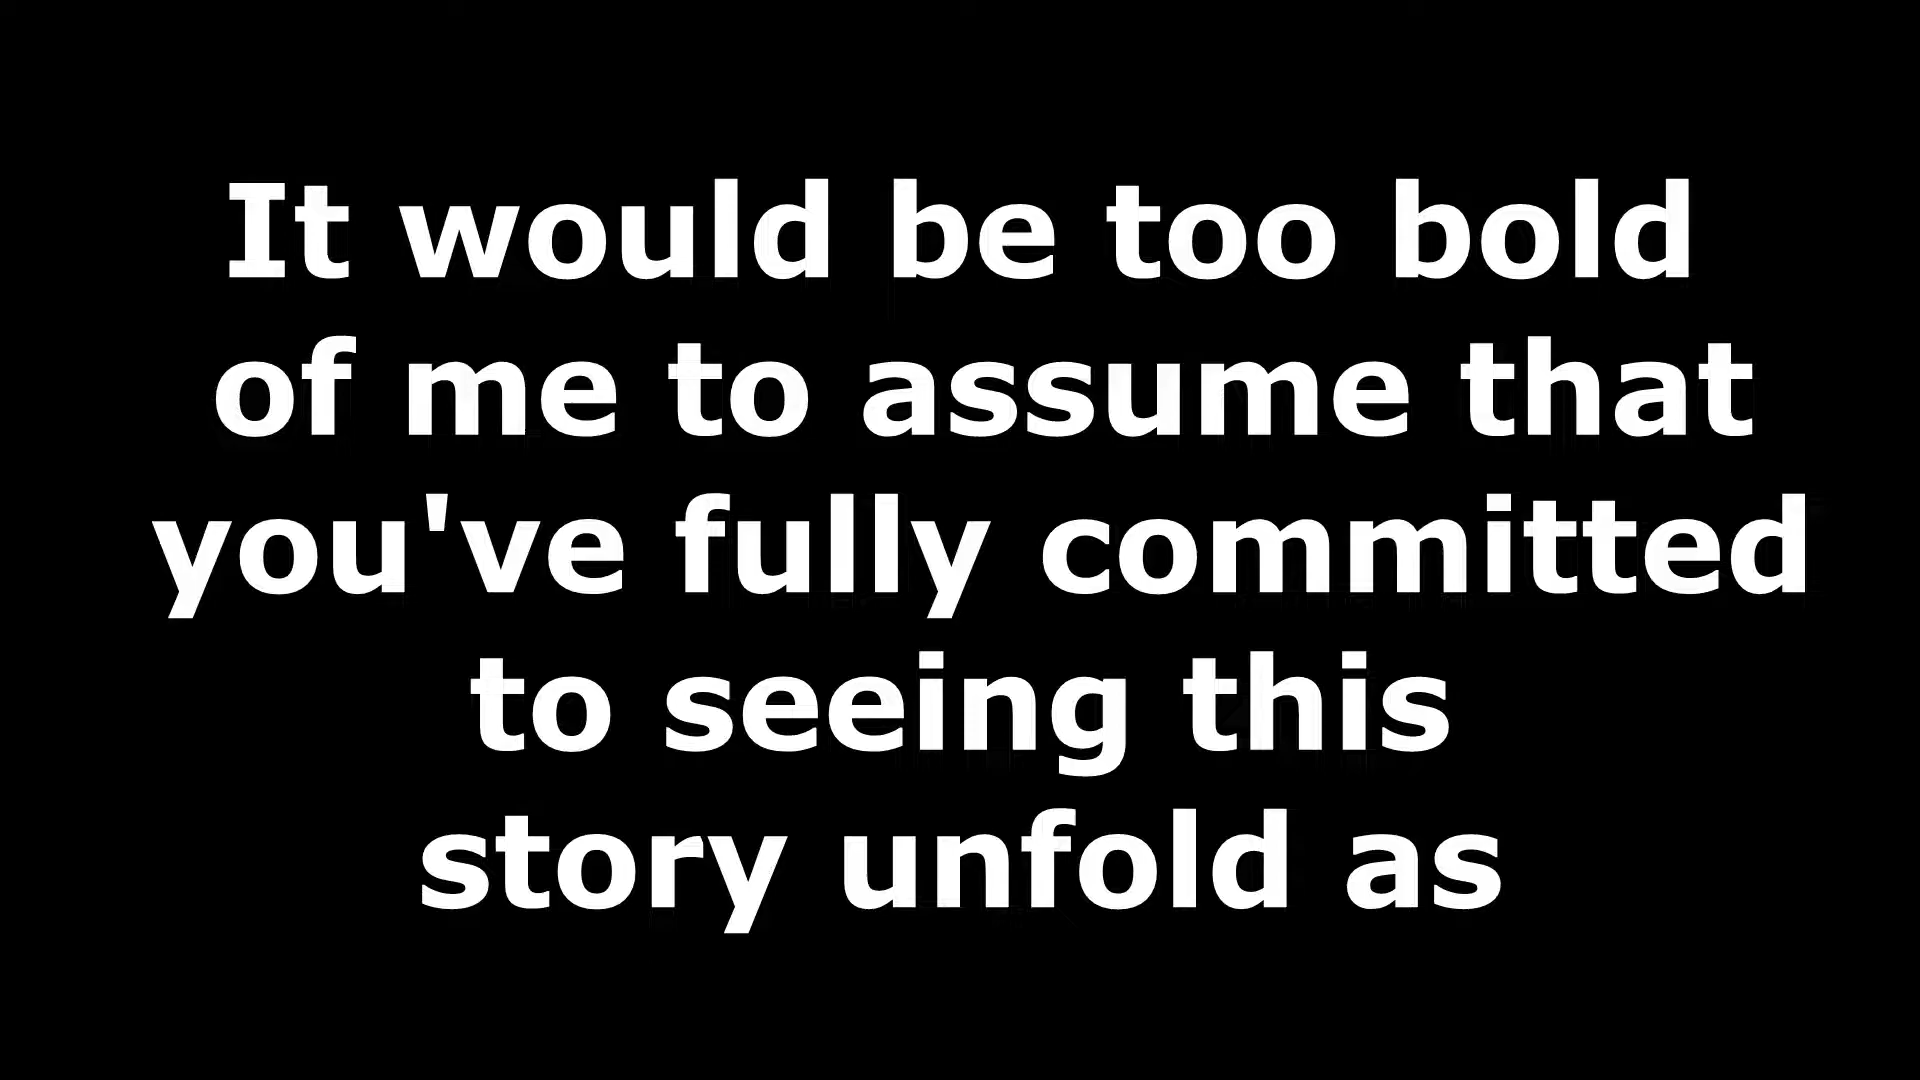 It would be too bold
of me to assume that
you've fully committed
to seeing this
story unfold as